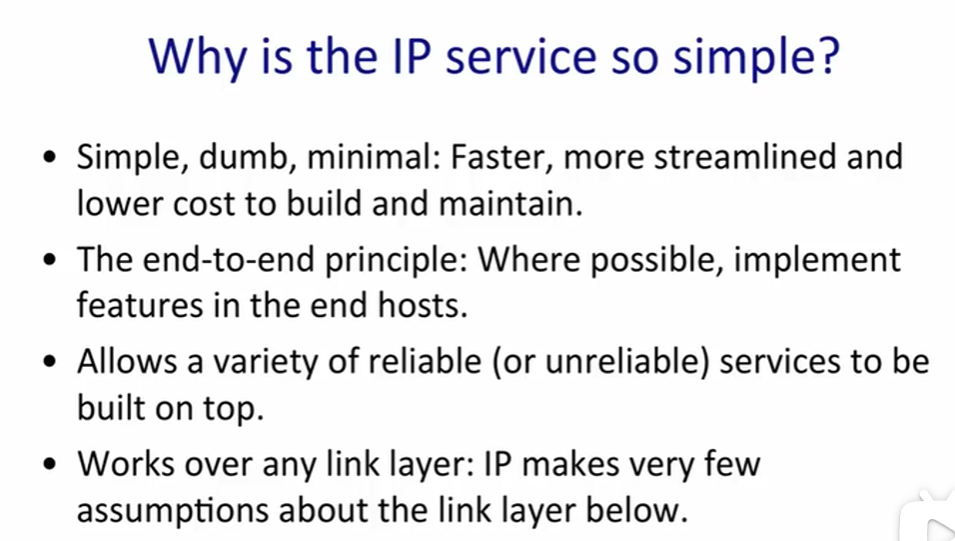 Why is the IP service so simple?
• Simple, dumb, minimal: Faster, more streamlined and
lower cost to build and maintain.
• The end-to-end principle: Where possible, implement
features in the end hosts.
• Allows a variety of reliable (or unreliable) services to be
built on top.
• Works over any link layer: IP makes very few
assumptions about the link layer below.